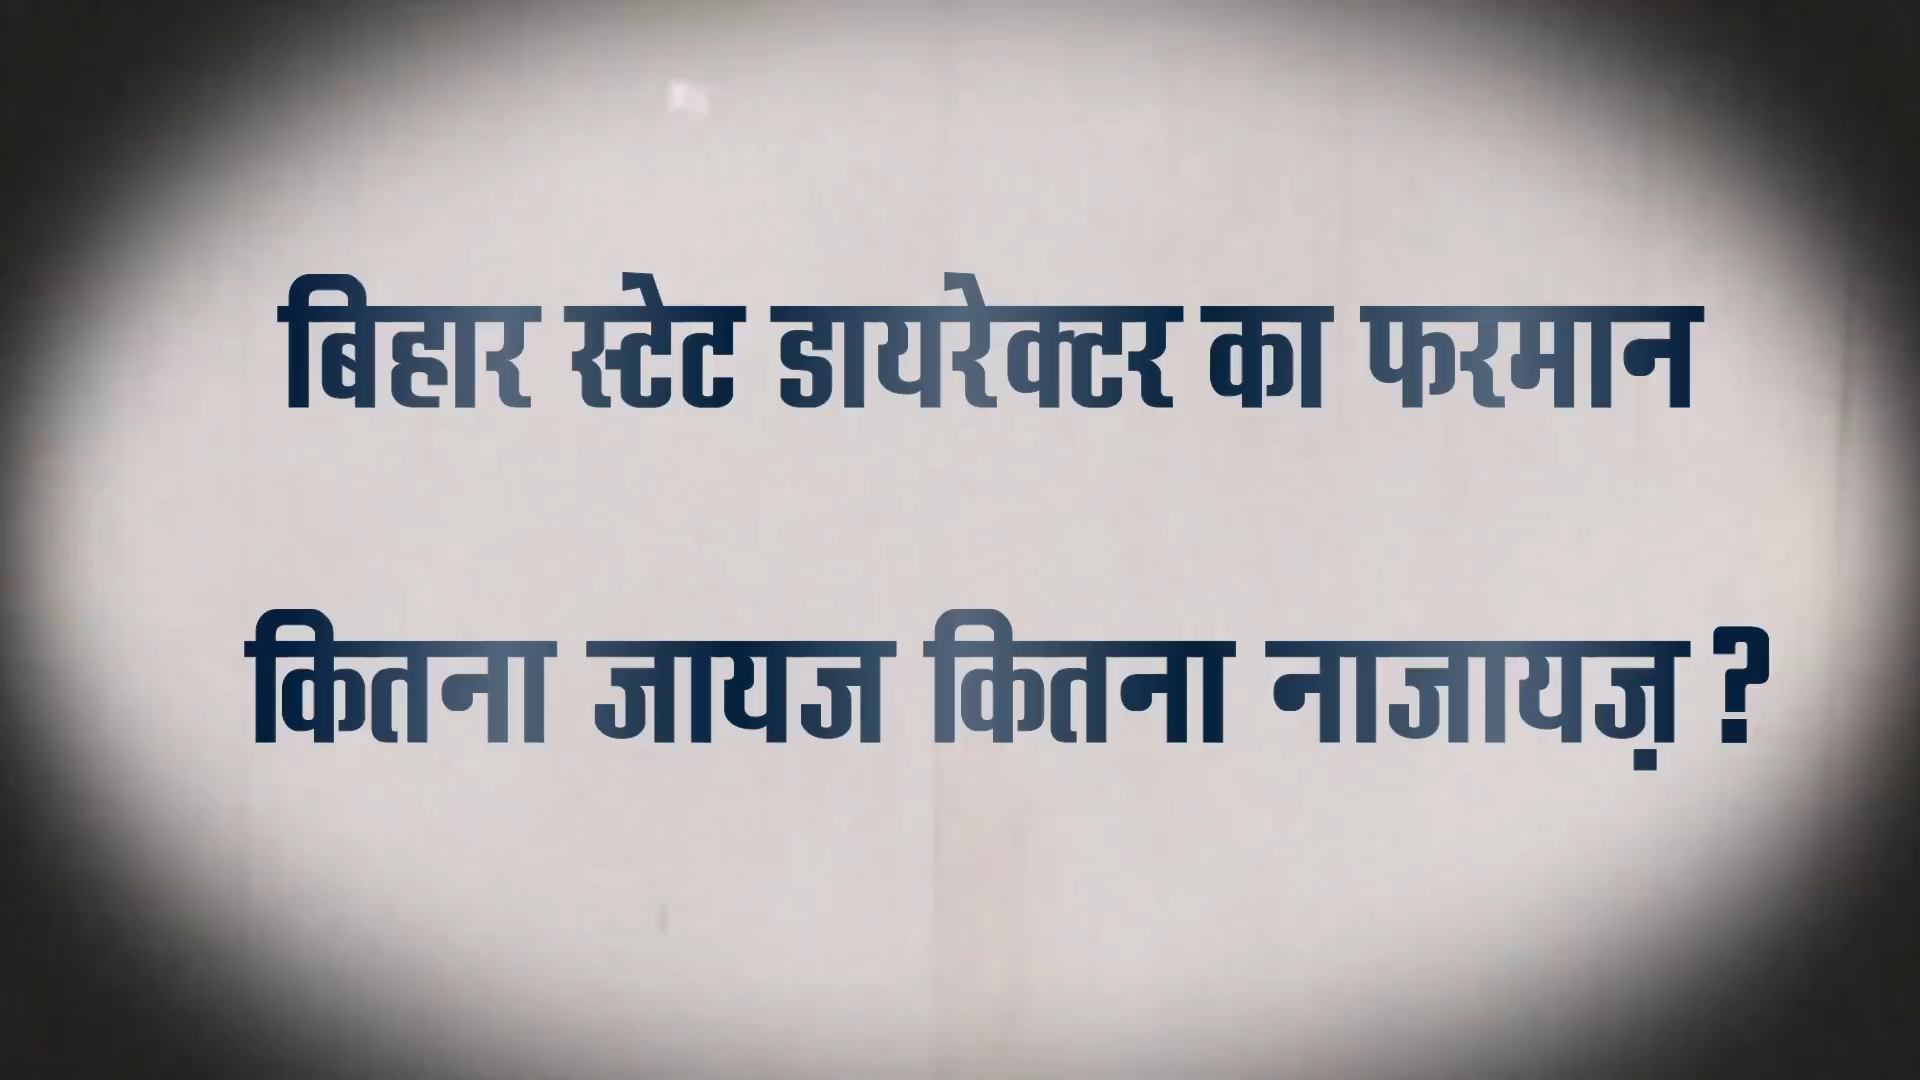 बिहार स्टेट डायरेक्टर का फरमान
कितना जायज कितना नाजायज़ ?